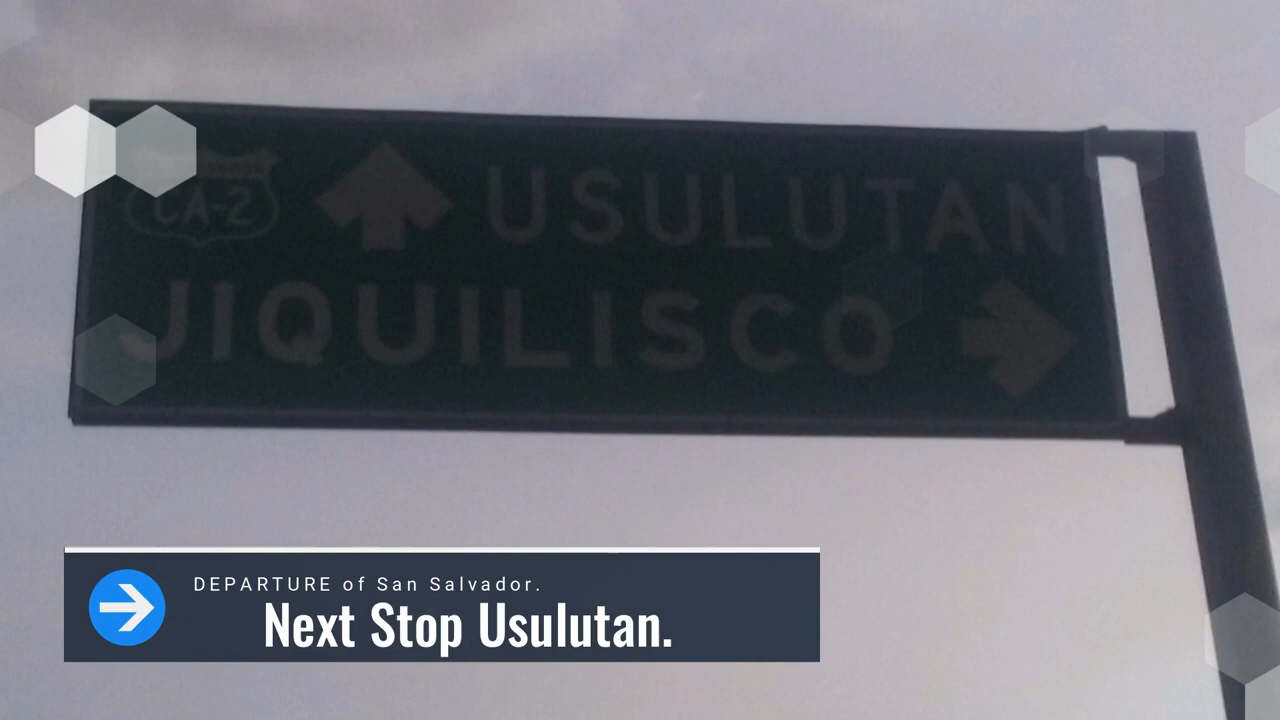 CA-2 USULUTAN
JIQUILISCO
DEPARTURE of San Salvador.
Next Stop Usulutan.